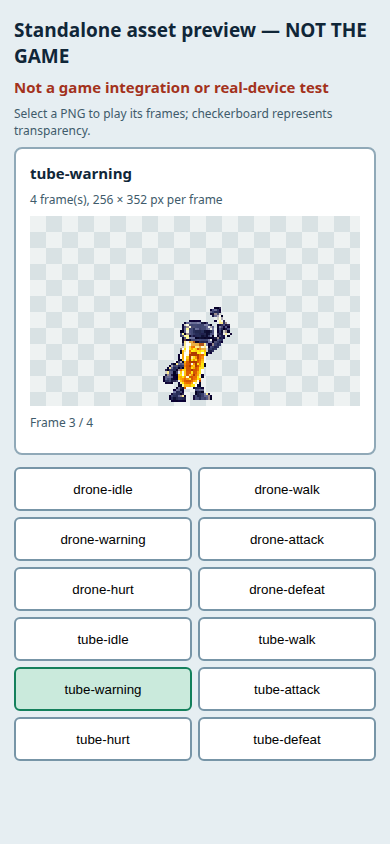 Standalone asset preview — NOT THE
GAME
Not a game integration or real-device test
Select a PNG to play its frames; checkerboard represents
transparency.
tube-warning
4 frame(s), 256 × 352 px per frame
Frame 3 / 4
drone-idle
drone-walk
drone-warning
drone-attack
drone-hurt
drone-defeat
tube-idle
tube-walk
tube-warning
tube-attack
tube-hurt
tube-defeat